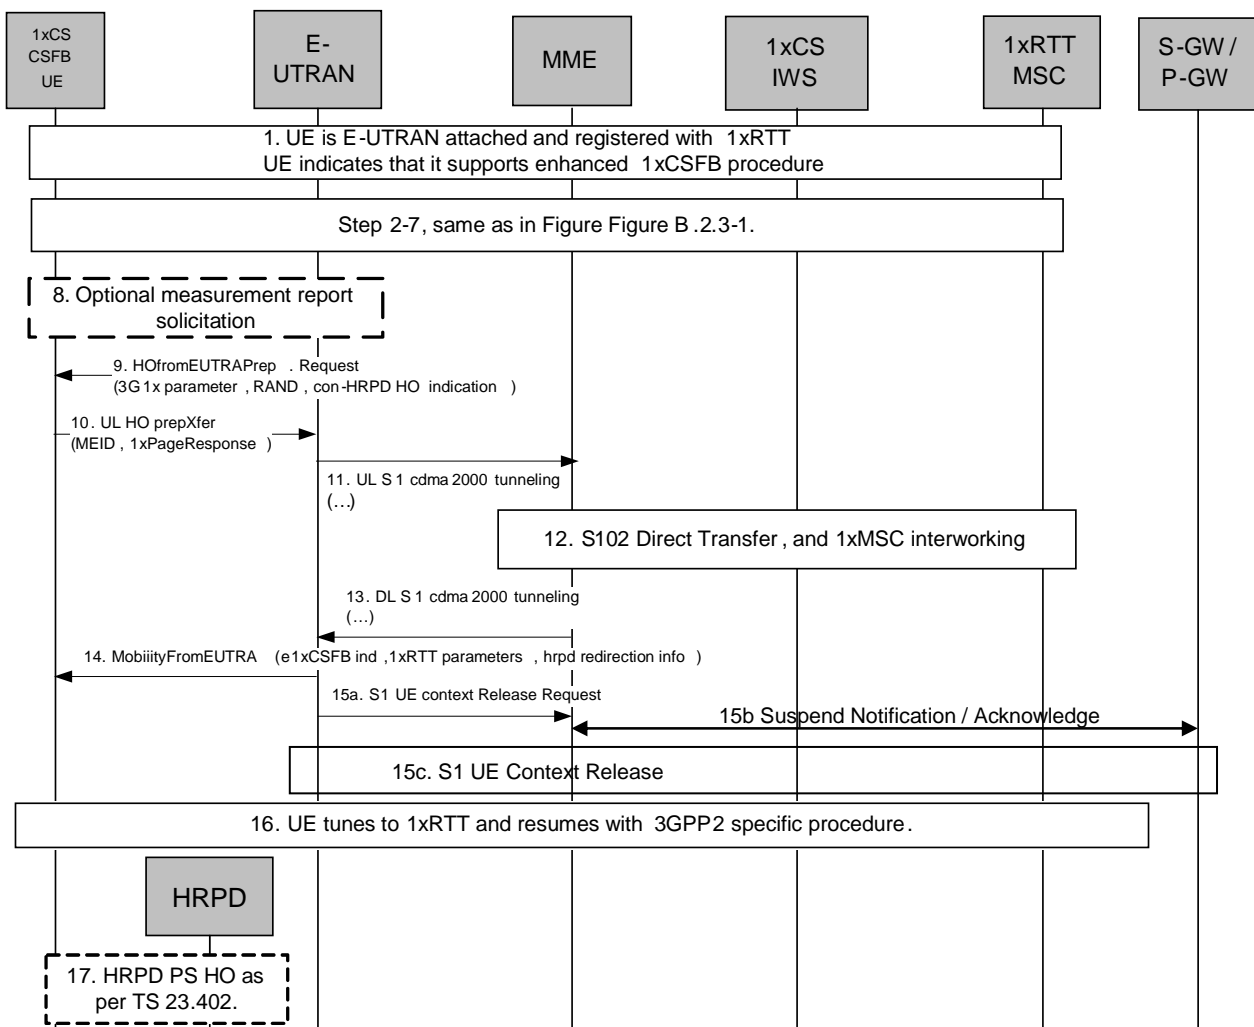 1xCS
CSFB
UE
E-
UTRAN
MME
1xCS
IWS
1xRTT
MSC
S-GW /
P-GW
1. UE is E-UTRAN attached and registered with 1xRTT
UE indicates that it supports enhanced 1xCSFB procedure
Step 2-7, same as in Figure Figure B .2.3-1.
8. Optional measurement report
solicitation
9. HOfromEUTRAPrep . Request
(3G 1x parameter , RAND , con-HRPD HO indication )
10. UL HO prepXfer
(MEID , 1xPageResponse )
11. UL S 1 cdma 2000 tunneling
(...)
12. S102 Direct Transfer , and 1xMSC interworking
13. DL S 1 cdma 2000 tunneling
(...)
14. MobiiityFromEUTRA (e1xCSFB ind ,1xRTT parameters , hrpd redirection info )
15a. S1 UE context Release Request
15b Suspend Notification / Acknowledge
15c. S1 UE Context Release
16. UE tunes to 1xRTT and resumes with 3GPP2 specific procedure.
HRPD
17. HRPD PS HO as
per TS 23.402.